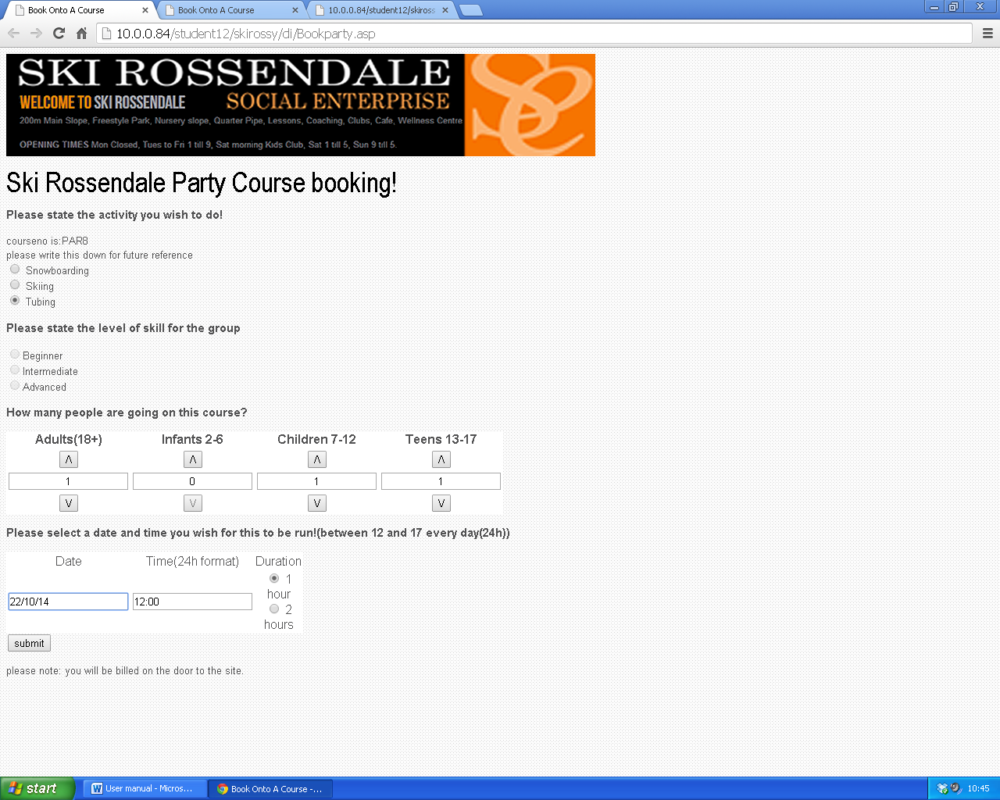 Book Onto A Course
Book Onto A Course
10.0.0.84/student12/skiross
10.0.0.84/student12/skirossy/di/Bookparty.asp
SKI ROSSENDALE
WELCOME TO SKI ROSSENDALE SOCIAL ENTERPRISE
200m Main Slope, Freestyle Park, Nursery slope, Quarter Pipe, Lessons, Coaching, Clubs, Cafe, Wellness Centre
OPENING TIMES Mon Closed, Tues to Fri 1 till 9, Sat morning Kids Club, Sat 1 till 5, Sun 9 till 5.
Ski Rossendale Party Course booking!
Please state the activity you wish to do!
courseno is:PAR8
please write this down for future reference
Snowboarding
Skiing
Tubing
Please state the level of skill for the group
Beginner
Intermediate
Advanced
How many people are going on this course?
Adults(18+) Infants 2-6 Children 7-12 Teens 13-17
Λ Λ Λ Λ
1 0 1 1
V V V V
Please select a date and time you wish for this to be run!(between 12 and 17 every day(24h))
Date Time(24h format) Duration
1
hour
22/10/14 12:00
2
hours
submit
please note: you will be billed on the door to the site.
start User manual - Micros... Book Onto A Course -... 10:45